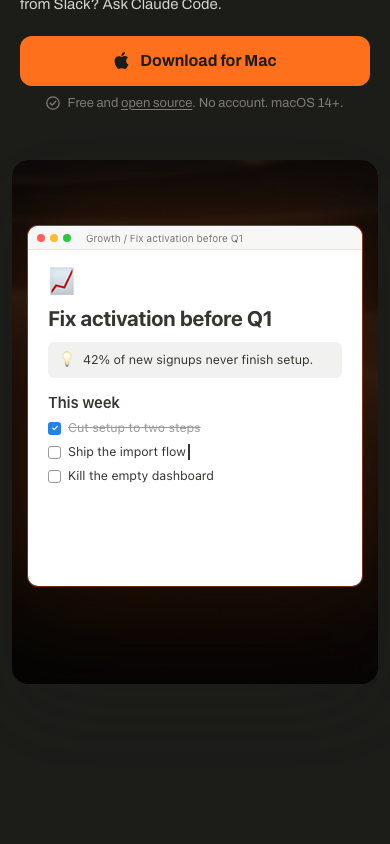 from Slack? Ask Claude Code.
Download for Mac
Free and open source. No account. macOS 14+.
Growth / Fix activation before Q1
Fix activation before Q1
42% of new signups never finish setup.
This week
Cut setup to two steps
Ship the import flow
Kill the empty dashboard